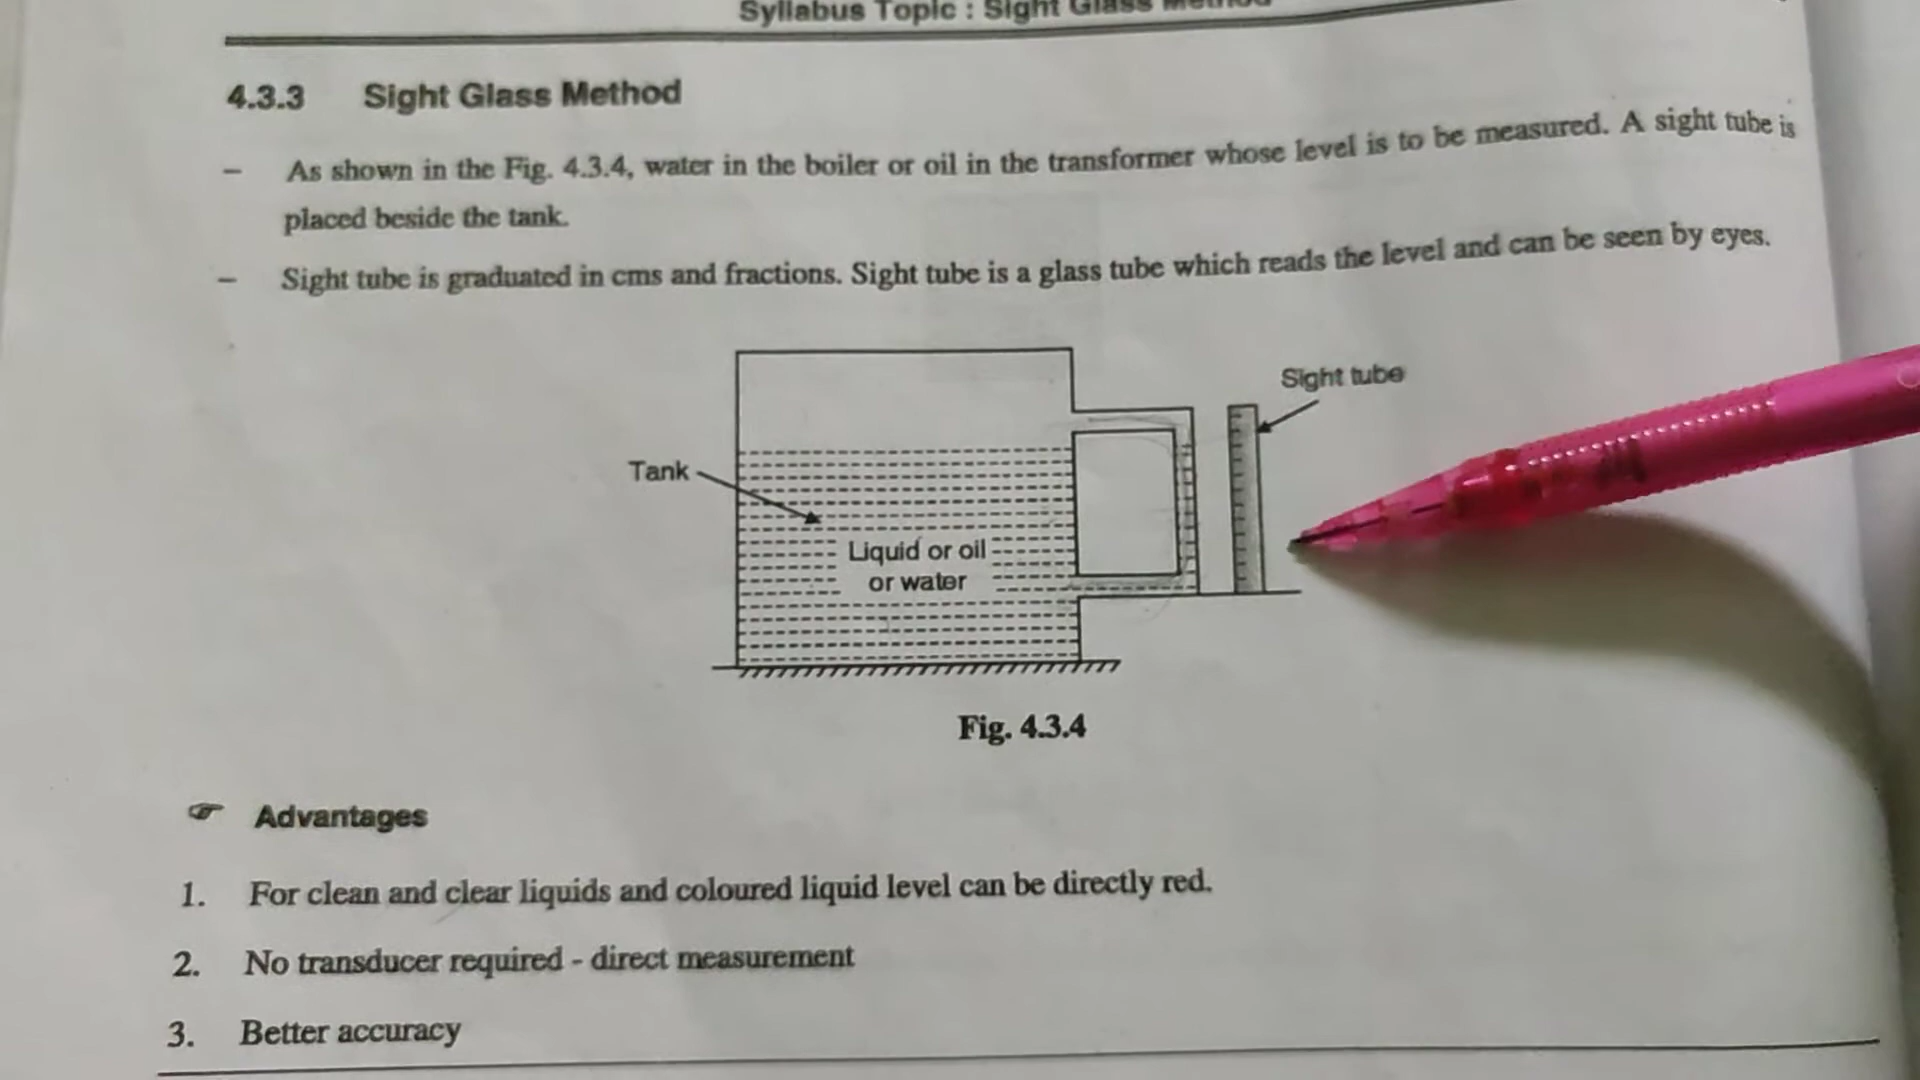 Syllabus Topic : Sight Glass Method
4.3.3 Sight Glass Method
– As shown in the Fig. 4.3.4, water in the boiler or oil in the transformer whose level is to be measured. A sight tube is
placed beside the tank.
– Sight tube is graduated in cms and fractions. Sight tube is a glass tube which reads the level and can be seen by eyes.
Sight tube
Tank
Liquid or oil
or water
Fig. 4.3.4
☞ Advantages
1. For clean and clear liquids and coloured liquid level can be directly red.
2. No transducer required - direct measurement
3. Better accuracy